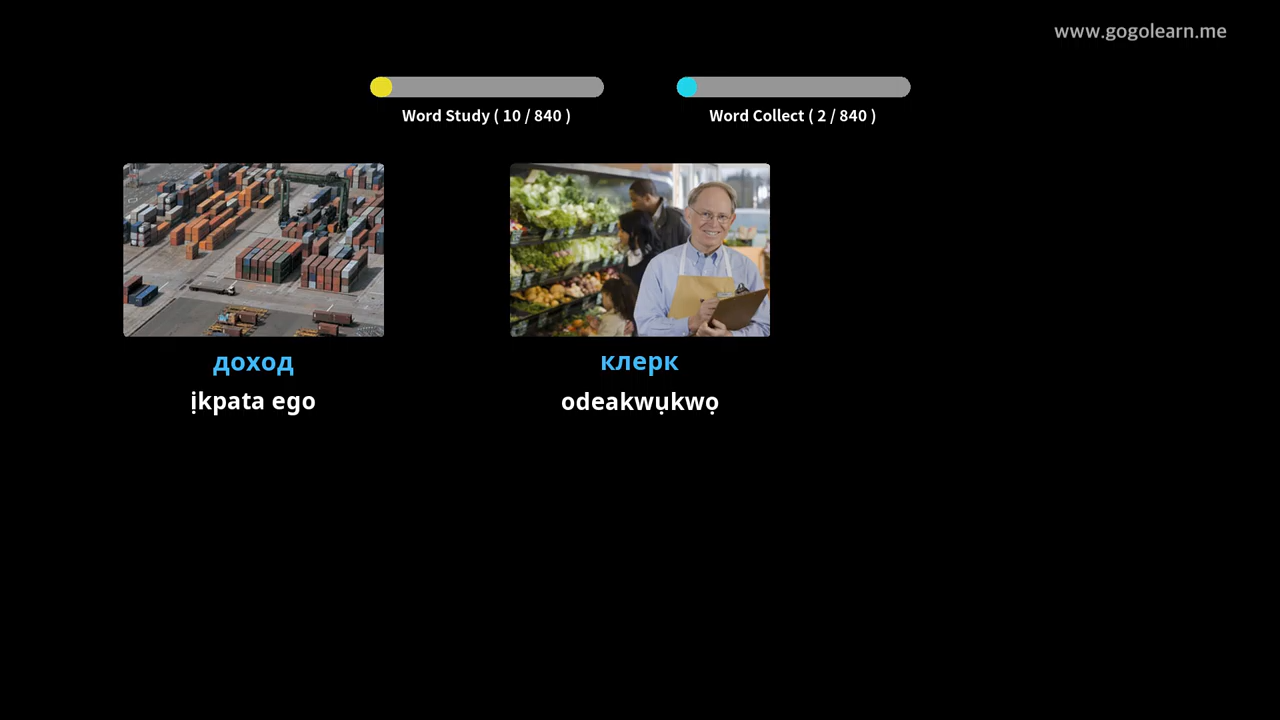 www.gogolearn.me
Word Study ( 10 / 840 )
Word Collect ( 2 / 840 )
доход
ịkpata ego
клерк
odeakwụkwọ